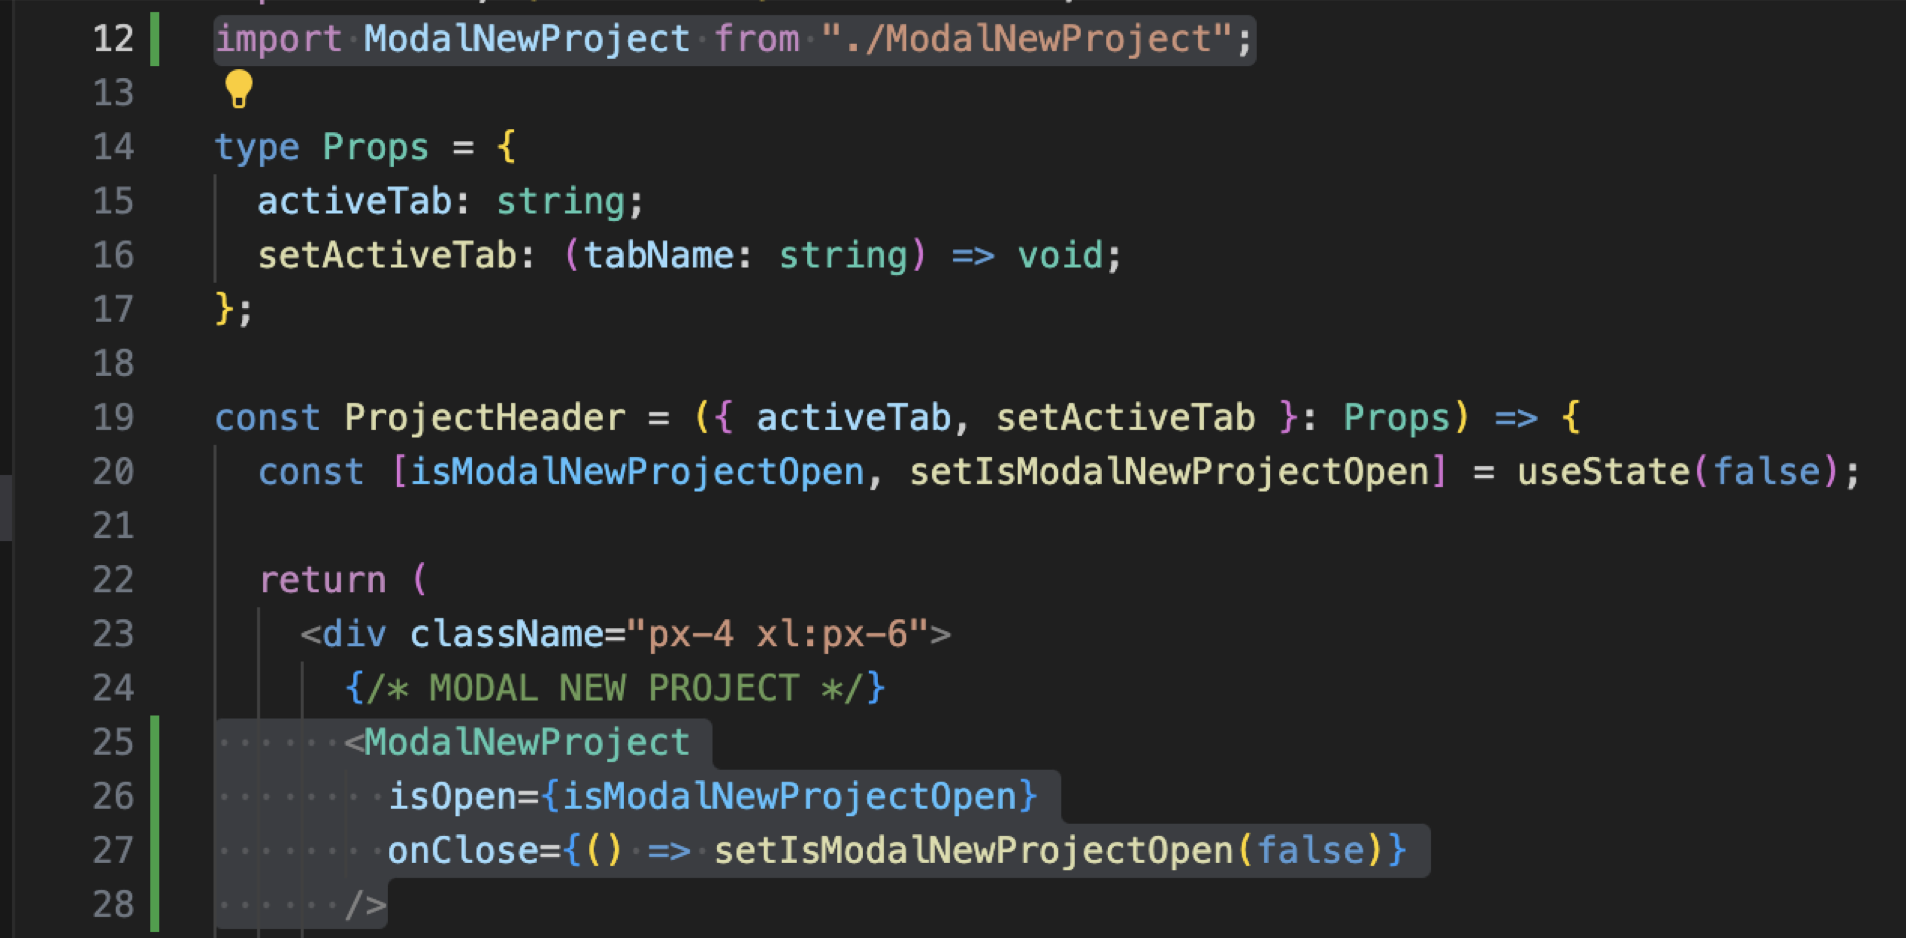 12 import ModalNewProject from "./ModalNewProject";
13
14 type Props = {
15   activeTab: string;
16   setActiveTab: (tabName: string) => void;
17 };
18
19 const ProjectHeader = ({ activeTab, setActiveTab }: Props) => {
20   const [isModalNewProjectOpen, setIsModalNewProjectOpen] = useState(false);
21
22   return (
23     <div className="px-4 xl:px-6">
24       {/* MODAL NEW PROJECT */}
25       <ModalNewProject
26         isOpen={isModalNewProjectOpen}
27         onClose={() => setIsModalNewProjectOpen(false)}
28       />